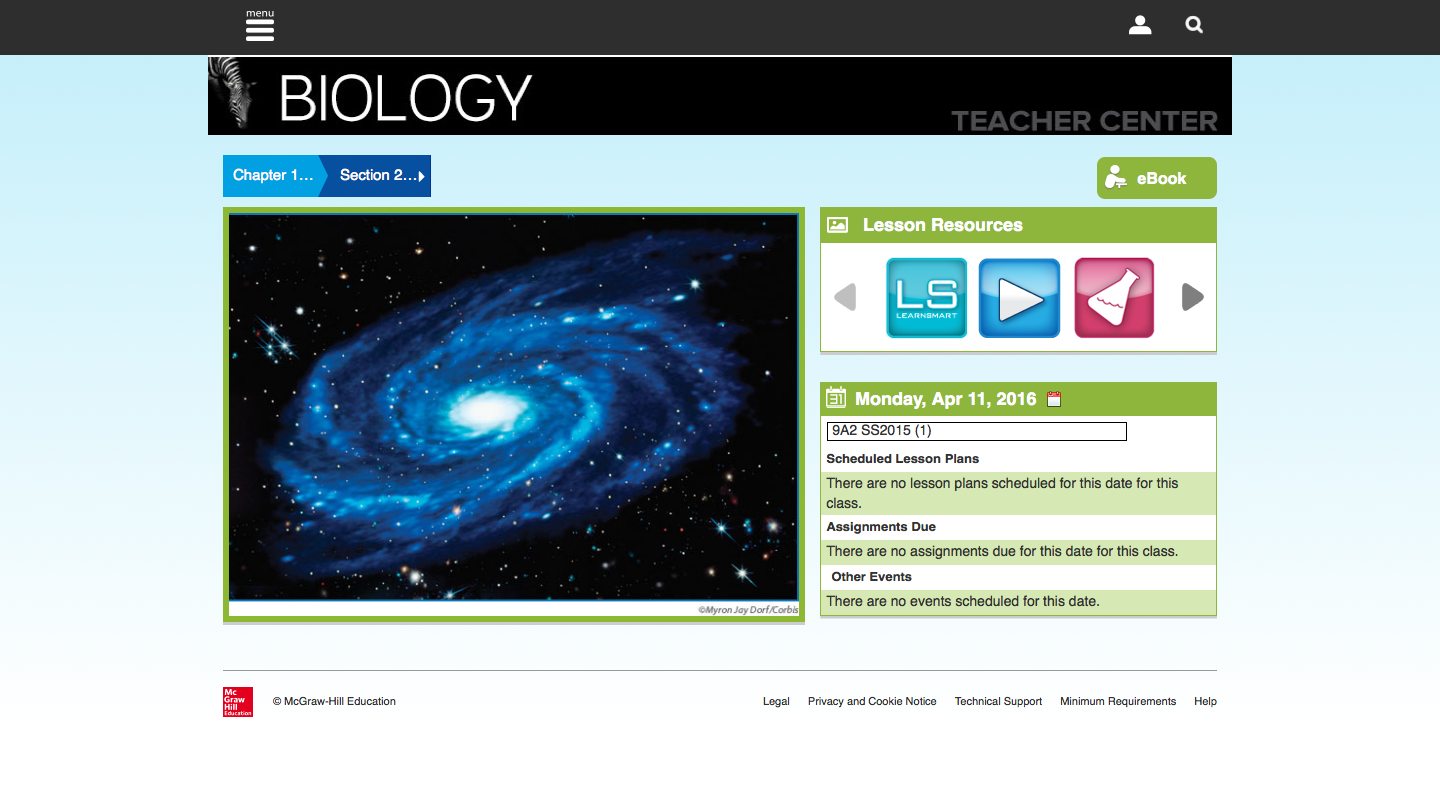 menu
BIOLOGY
TEACHER CENTER
Chapter 1...
Section 2...
eBook
Lesson Resources
LS
LEARNSMART
31
Monday, Apr 11, 2016
9A2 SS2015 (1)
Scheduled Lesson Plans
There are no lesson plans scheduled for this date for this
class.
Assignments Due
There are no assignments due for this date for this class.
Other Events
There are no events scheduled for this date.
©Myron Jay Dorf/Corbis
Mc
Graw
Hill
Education
© McGraw-Hill Education
Legal
Privacy and Cookie Notice
Technical Support
Minimum Requirements
Help